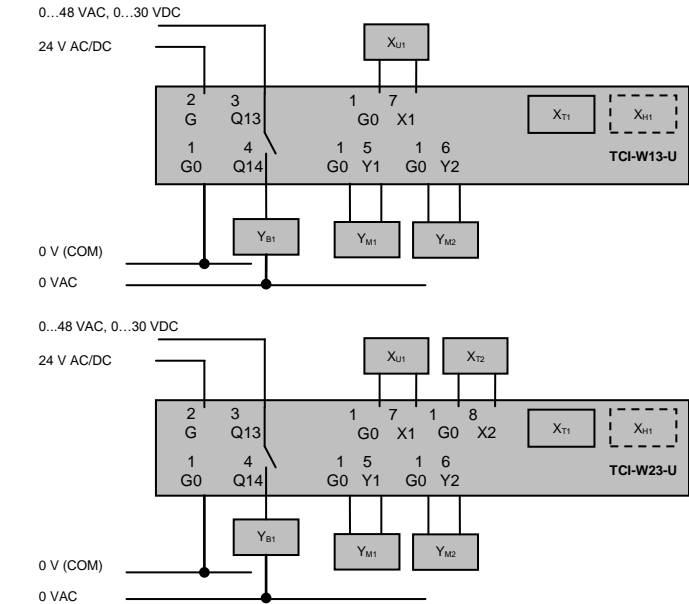 0…48 VAC, 0…30 VDC
24 V AC/DC
XU1
2 3 1 7
G Q13 G0 X1
XT1 XH1
1 4 1 5 1 6
G0 Q14 G0 Y1 G0 Y2
TCI-W13-U
YB1 YM1 YM2
0 V (COM)
0 VAC
0...48 VAC, 0…30 VDC
24 V AC/DC
XU1 XT2
2 3 1 7 1 8
G Q13 G0 X1 G0 X2
XT1 XH1
1 4 1 5 1 6
G0 Q14 G0 Y1 G0 Y2
TCI-W23-U
YB1 YM1 YM2
0 V (COM)
0 VAC